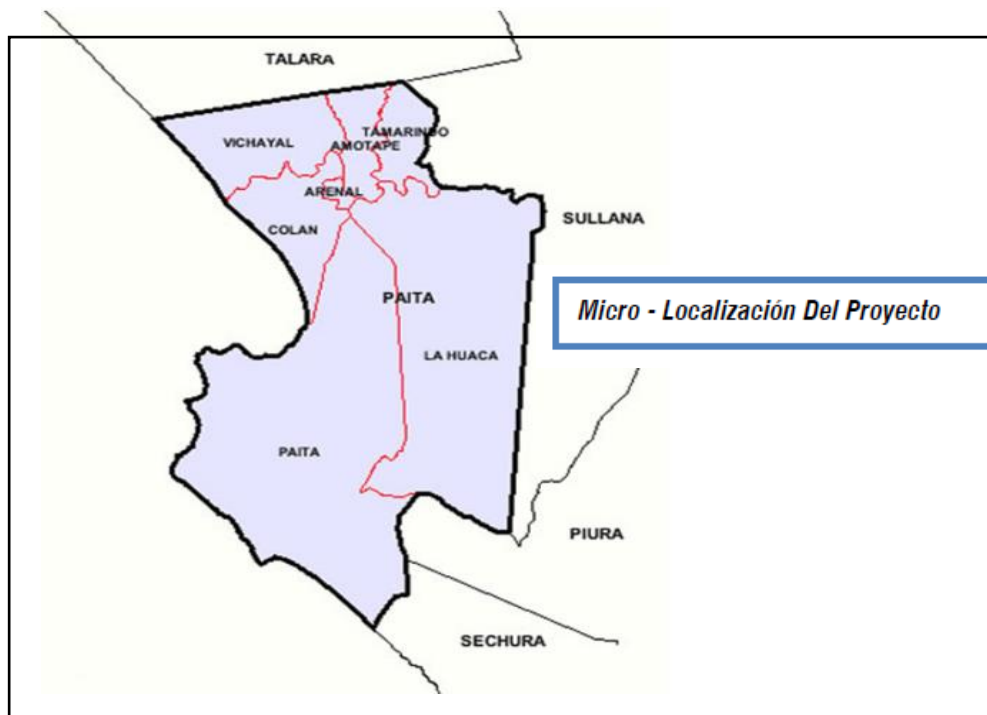 TALARA
VICHAYAL
TAMARINDO
AMOTAPE
ARENAL
COLAN
SULLANA
PAITA
Micro - Localización Del Proyecto
LA HUACA
PAITA
PIURA
SECHURA